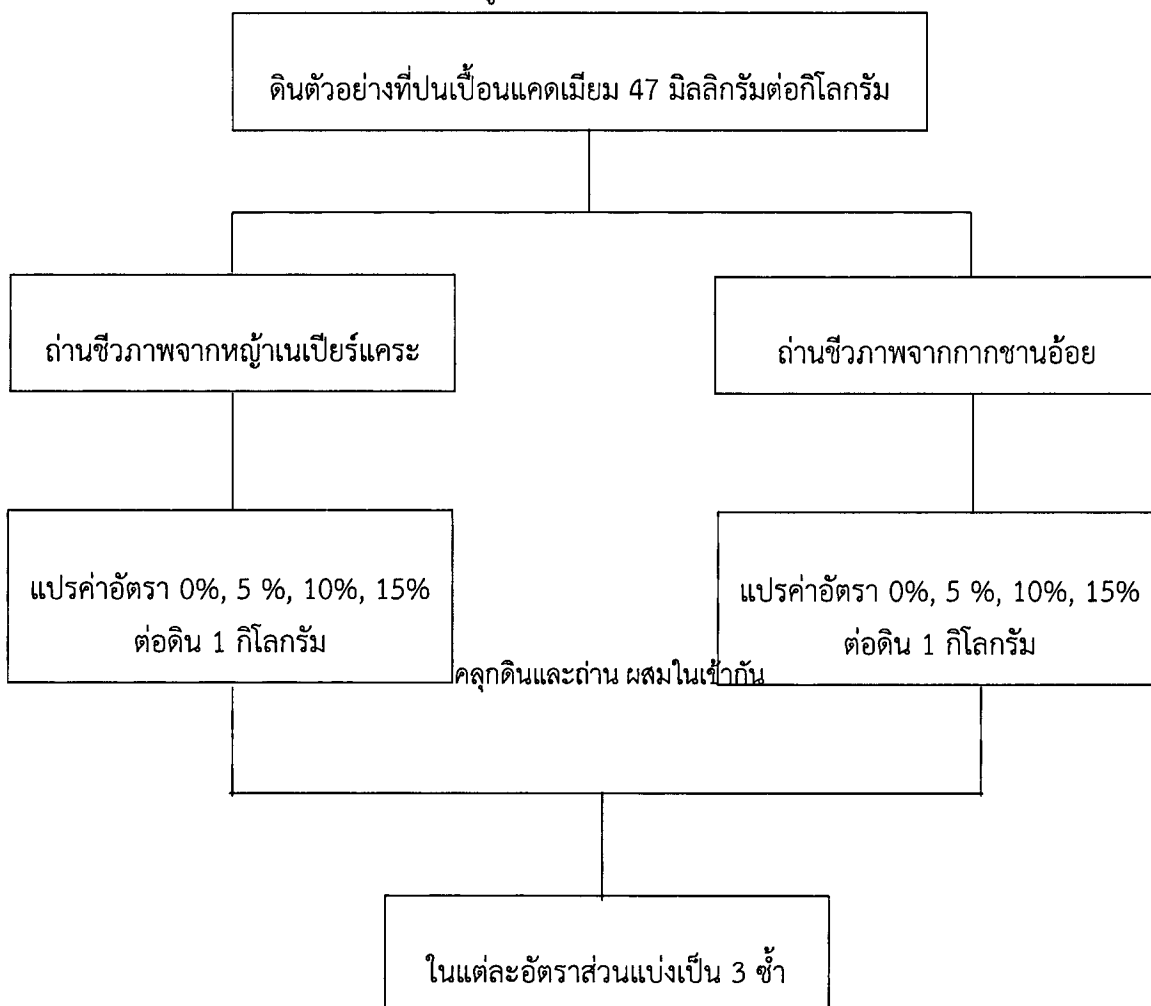 ดินตัวอย่างที่ปนเปื้อนแคดเมียม 47 มิลลิกรัมต่อกิโลกรัม
ถ่านชีวภาพจากหญ้าเนเปียร์แคระ
ถ่านชีวภาพจากกากชานอ้อย
แปรค่าอัตรา 0%, 5 %, 10%, 15%
ต่อดิน 1 กิโลกรัม
แปรค่าอัตรา 0%, 5 %, 10%, 15%
ต่อดิน 1 กิโลกรัม
คลุกดินและถ่าน ผสมในเข้ากัน
ในแต่ละอัตราส่วนแบ่งเป็น 3 ซ้ำ